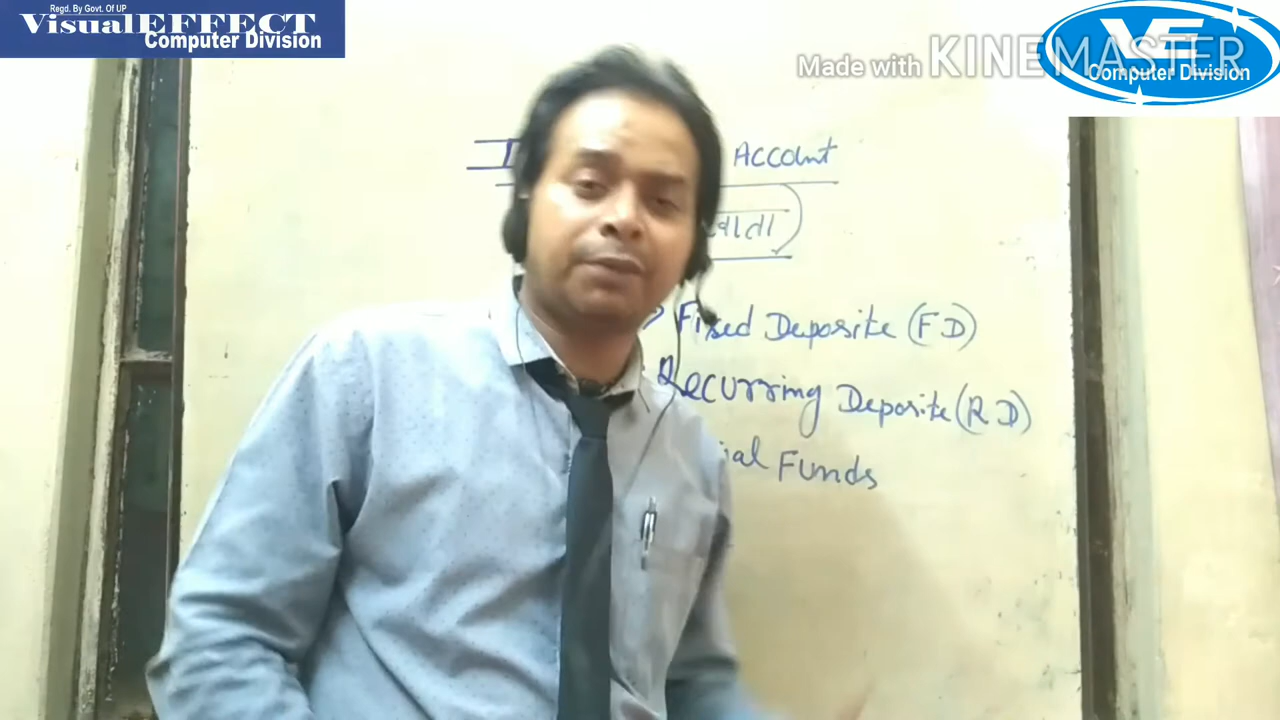 Regd. By Govt. Of UP
VisualEFFECT
Computer Division
Made with KINEMASTER
VE
Computer Division
Account
खाता
Fixed Deposite (FD)
Recurring Deposite (RD)
Funds